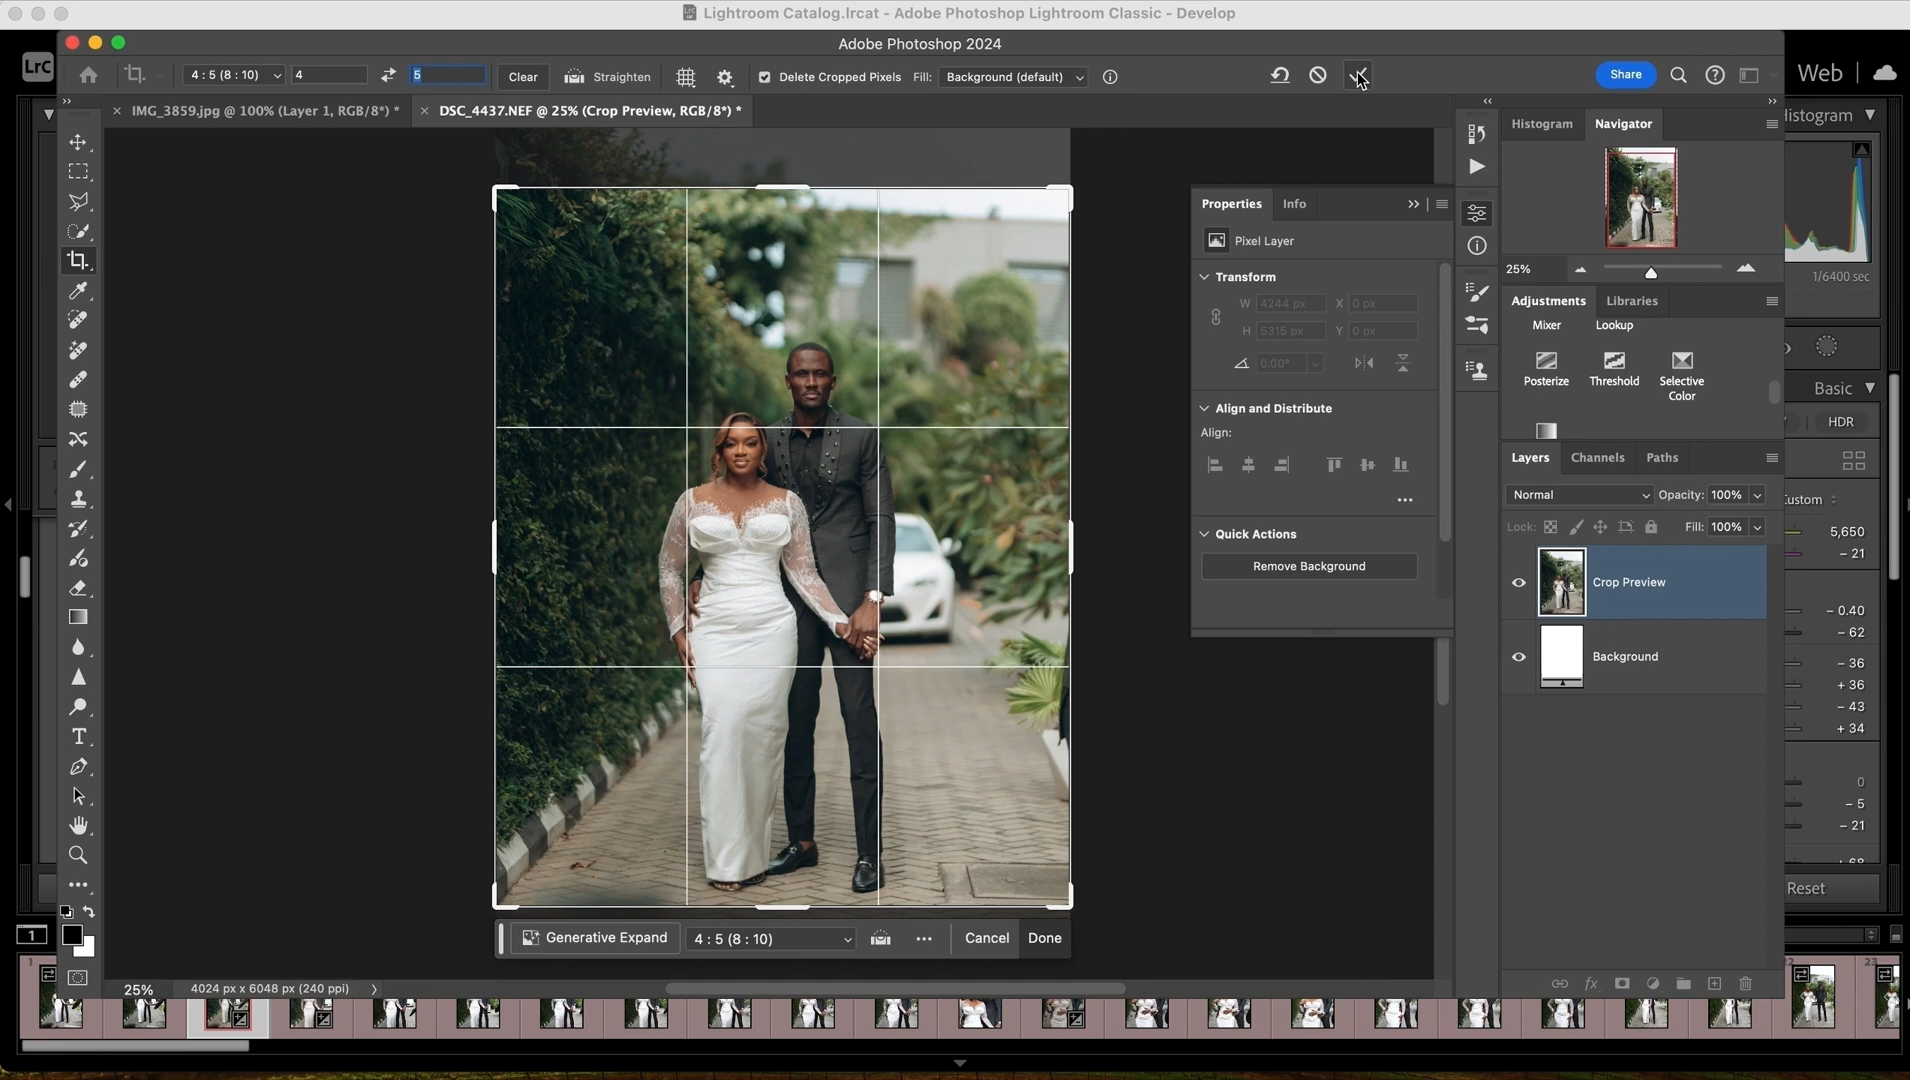 Lightroom Catalog.lrcat - Adobe Photoshop Lightroom Classic - Develop
Adobe Photoshop 2024
LrC
4 : 5 (8 : 10)
4
5
Clear
Straighten
Delete Cropped Pixels
Fill:
Background (default)
Share
Web
IMG_3859.jpg @ 100% (Layer 1, RGB/8*) *
DSC_4437.NEF @ 25% (Crop Preview, RGB/8*) *
Histogram
Navigator
istogram
25%
1/6400 sec
Properties
Info
Pixel Layer
Transform
W 4244 px
X 0 px
H 5315 px
Y 0 px
0.00°
Align and Distribute
Align:
Quick Actions
Remove Background
Adjustments
Libraries
Mixer
Lookup
Posterize
Threshold
Selective
Color
Basic
HDR
Layers
Channels
Paths
Normal
Opacity: 100%
Lock:
Fill: 100%
Custom
5,650
– 21
Crop Preview
Background
– 0.40
– 62
– 36
+ 36
– 43
+ 34
0
– 5
– 21
Reset
T
Generative Expand
4 : 5 (8 : 10)
Cancel
Done
1
25%
4024 px x 6048 px (240 ppi)
fx
1
23